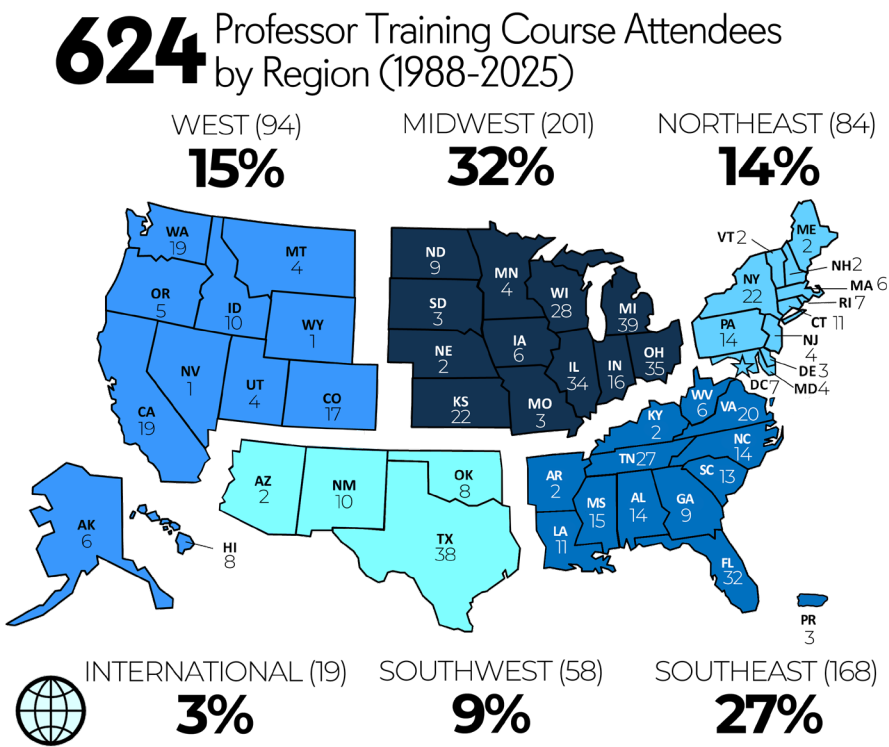 624 Professor Training Course Attendees
by Region (1988-2025)
WEST (94)
15%
MIDWEST (201)
32%
NORTHEAST (84)
14%
WA
19
MT
4
OR
5
ID
10
WY
1
NV
1
UT
4
CO
17
CA
19
AK
6
HI
8
ND
9
MN
4
SD
3
WI
28
MI
39
NE
2
IA
6
IL
34
IN
16
OH
35
KS
22
MO
3
ME
2
VT 2
NH 2
NY
22
MA 6
RI 7
CT 11
PA
14
NJ
4
DE 3
MD 4
DC 7
AZ
2
NM
10
OK
8
TX
38
WV
6
VA 20
KY
2
NC
14
TN 27
SC 13
AR
2
MS
15
AL
14
GA
9
LA
11
FL
32
PR
3
INTERNATIONAL (19)
3%
SOUTHWEST (58)
9%
SOUTHEAST (168)
27%